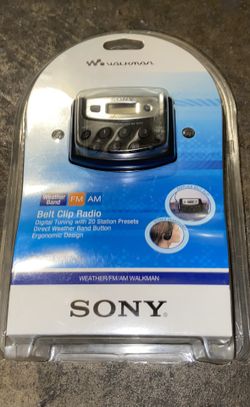 WALKMAN
SONY
Weather Band FM AM
Belt Clip Radio
Digital Tuning with 20 Station Presets
Direct Weather Band Button
Ergonomic Design
WEATHER/FM/AM WALKMAN
SONY®